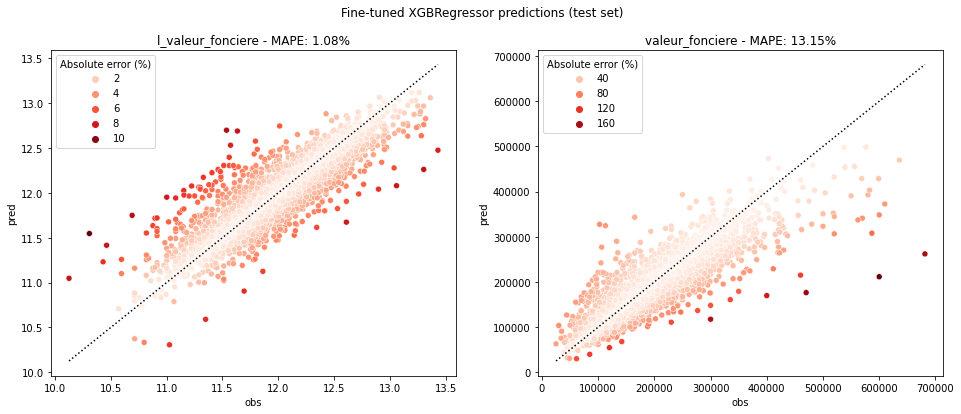 Fine-tuned XGBRegressor predictions (test set)
l_valeur_fonciere - MAPE: 1.08%
Absolute error (%)
2
4
6
8
10
13.5
13.0
12.5
12.0
11.5
11.0
10.5
10.0
pred
10.0 10.5 11.0 11.5 12.0 12.5 13.0 13.5
obs
valeur_fonciere - MAPE: 13.15%
Absolute error (%)
40
80
120
160
700000
600000
500000
400000
300000
200000
100000
0
pred
0 100000 200000 300000 400000 500000 600000 700000
obs